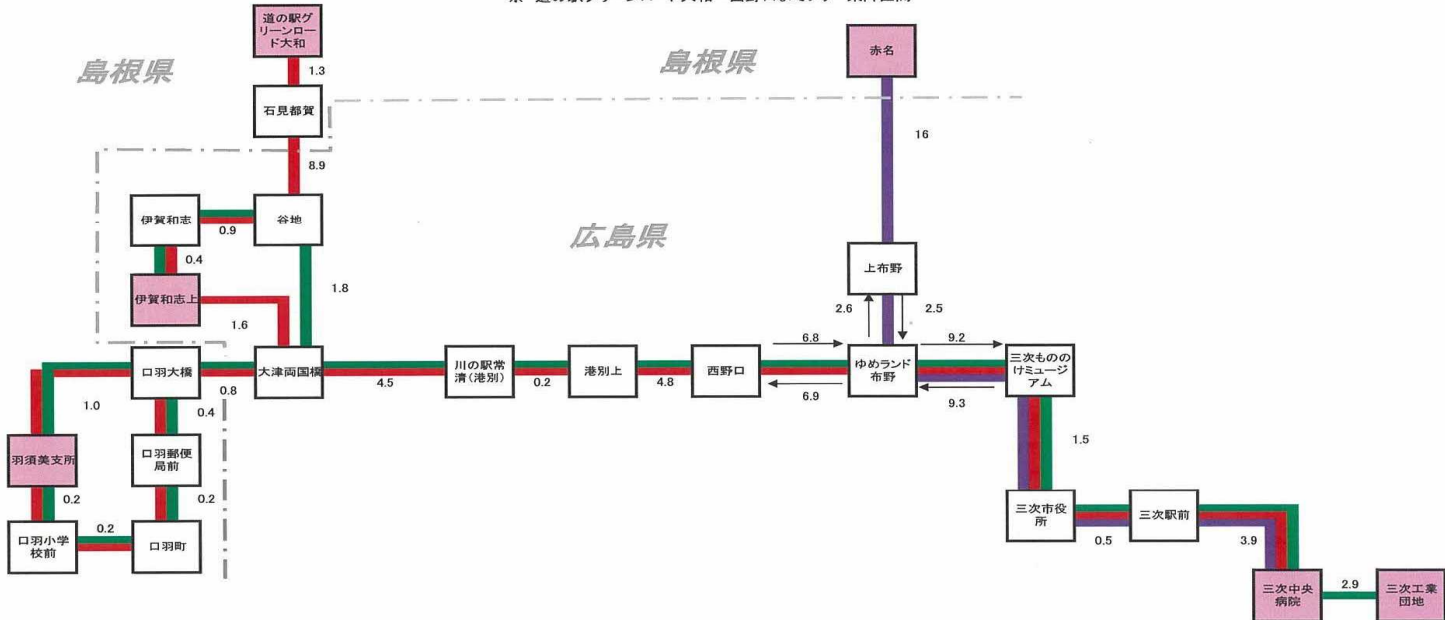 道の駅グ
リーンロー
ド大和
赤名
島根県
島根県
1.3
石見都賀
16
8.9
伊賀和志
谷地
0.9
広島県
0.4
上布野
伊賀和志上
1.8
2.6
2.5
1.6
6.8
9.2
口羽大橋
大津両国橋
川の駅常
清(港別)
港別上
西野口
ゆめランド
布野
三次ものの
けミュージ
アム
0.8
4.5
0.2
4.8
6.9
9.3
1.0
0.4
1.5
羽須美支所
口羽郵便
局前
0.2
0.2
三次市役
所
三次駅前
口羽小学
校前
0.2
口羽町
0.5
3.9
三次中央
病院
2.9
三次工業
団地